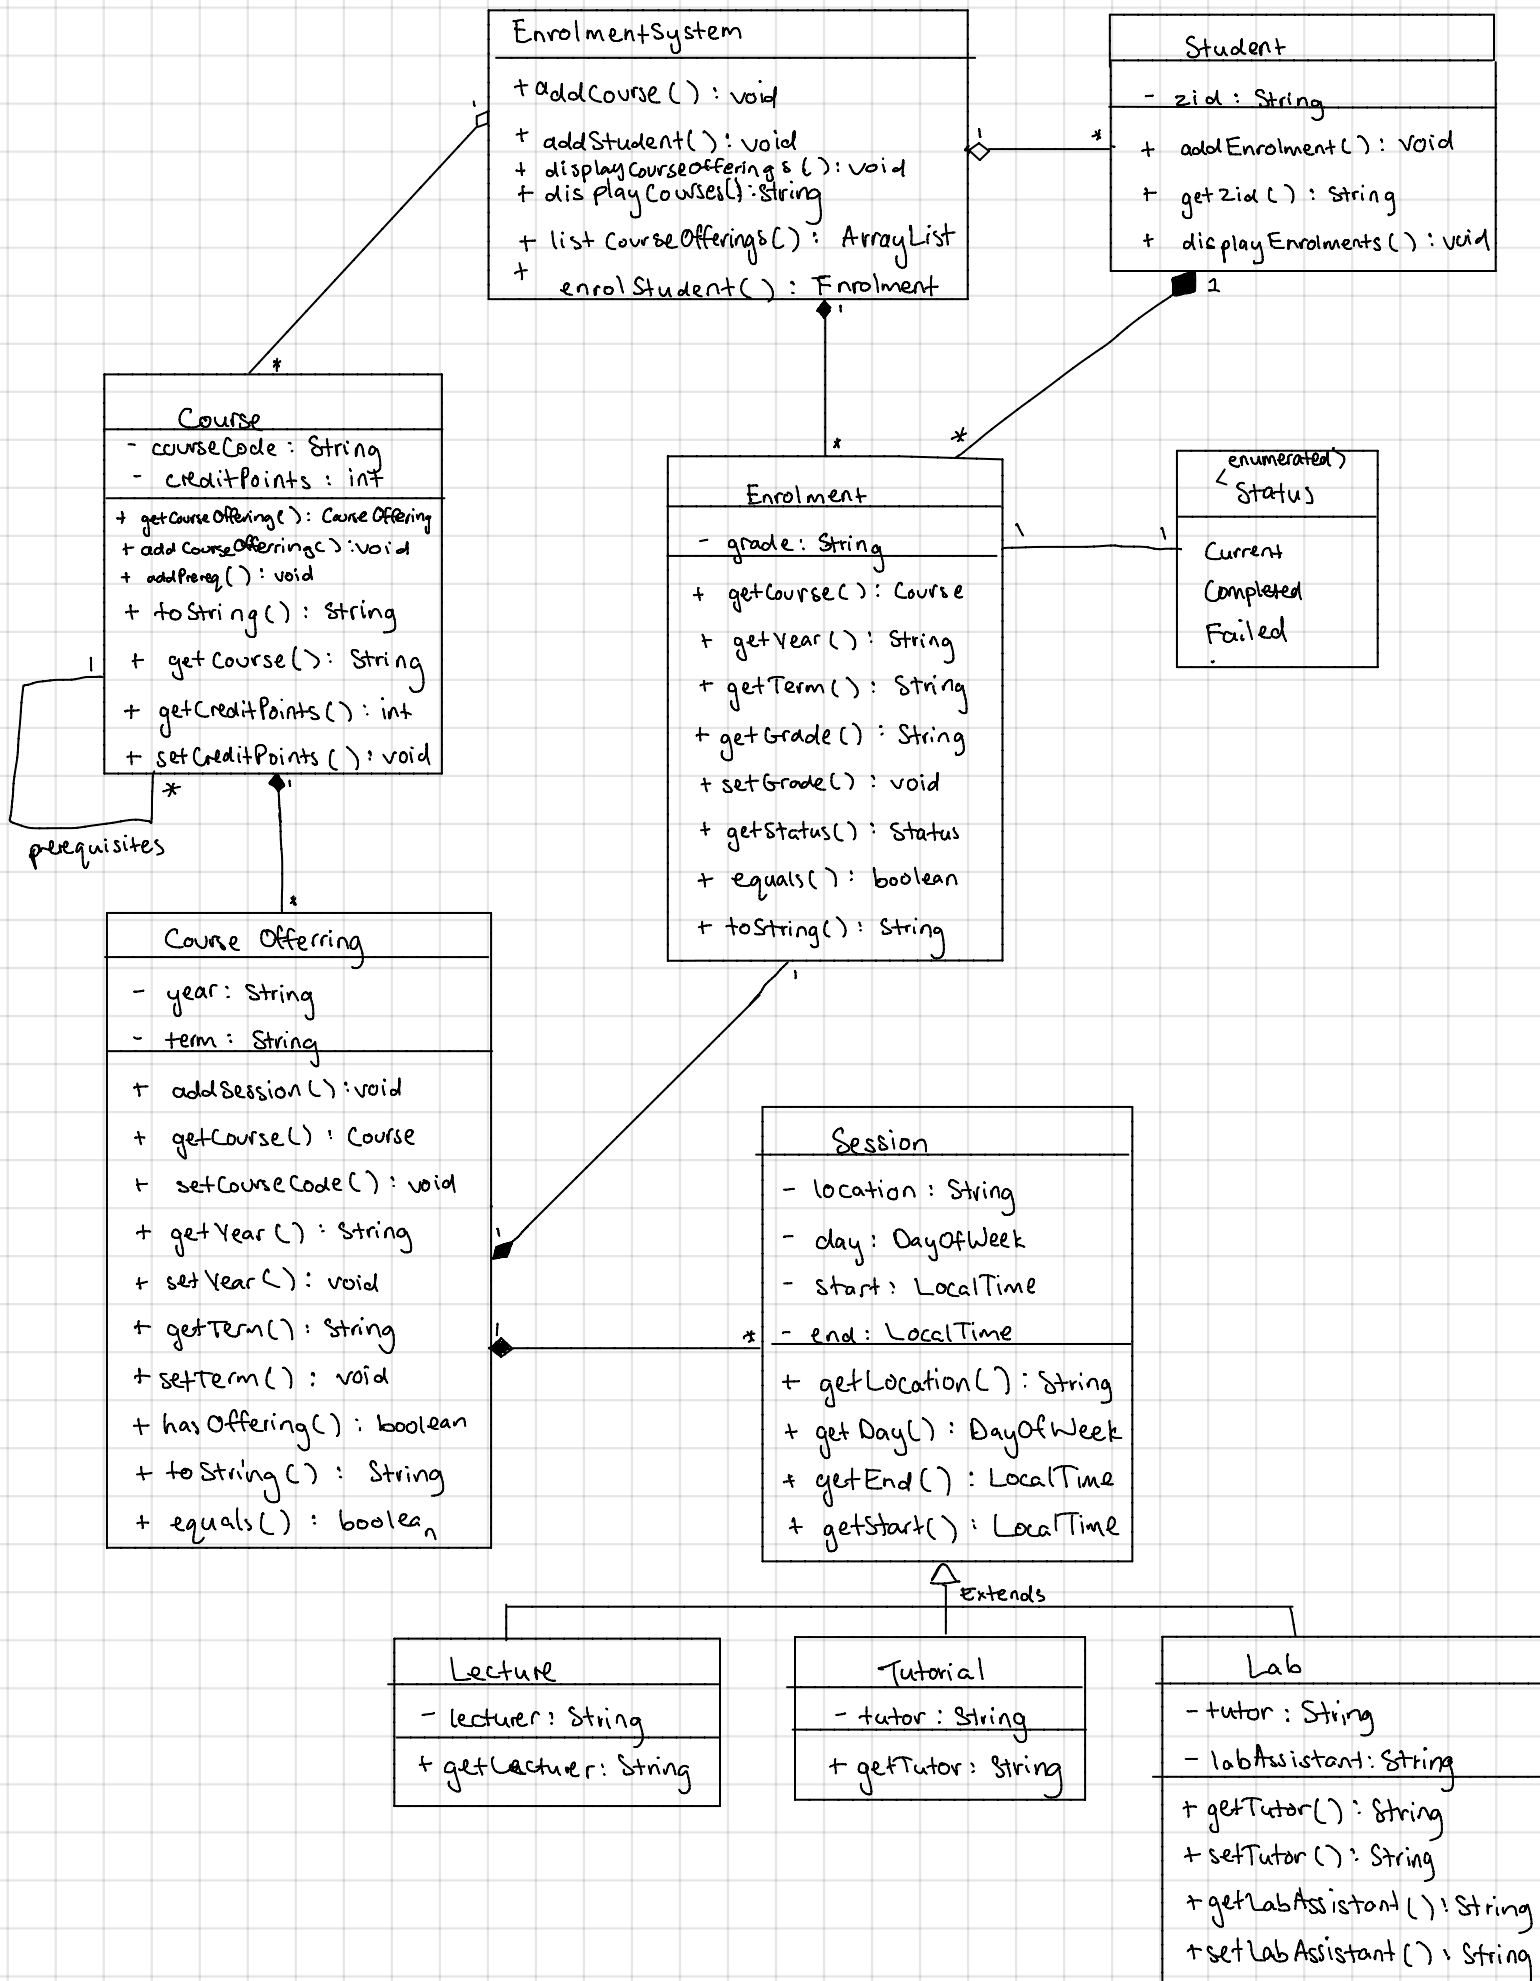 EnrolmentSystem
+ addCourse() : void
+ addStudent() : void
+ displayCourseOfferings() : void
+ displayCourses() : String
+ listCourseOfferings() : ArrayList
+
enrolStudent() : Enrolment
Student
- zid : String
+ addEnrolment() : void
+ getZid() : String
+ displayEnrolments() : void
1
*
1
*
1
*
1
*
Course
- courseCode : String
- creditPoints : int
+ getCourseOffering() : CourseOffering
+ addCourseOfferring() : void
+ addPrereq() : void
+ toString() : String
+ getCourse() : String
+ getCreditPoints() : int
+ setCreditPoints() : void
1
*
prerequisites
1
*
Enrolment
- grade : String
+ getCourse() : Course
+ getYear() : String
+ getTerm() : String
+ getGrade() : String
+ setGrade() : void
+ getStatus() : Status
+ equals() : boolean
+ toString() : String
1
1
enumerated>
< Status
Current
Completed
Failed
Course Offerring
- year : String
- term : String
+ addSession() : void
+ getCourse() : Course
+ setCourseCode() : void
+ getYear() : String
+ setYear() : void
+ getTerm() : String
+ setTerm() : void
+ hasOffering() : boolean
+ toString() : String
+ equals() : boolean
1
1
1
*
Session
- location : String
- day : DayOfWeek
- start : LocalTime
- end : LocalTime
+ getLocation() : String
+ getDay() : DayOfWeek
+ getEnd() : LocalTime
+ getStart() : LocalTime
Extends
Lecture
- lecturer : String
+ getLecturer : String
Tutorial
- tutor : String
+ getTutor : String
Lab
- tutor : String
- labAssistant : String
+ getTutor() : String
+ setTutor() : String
+ getLabAssistant() : String
+ setLabAssistant() : String